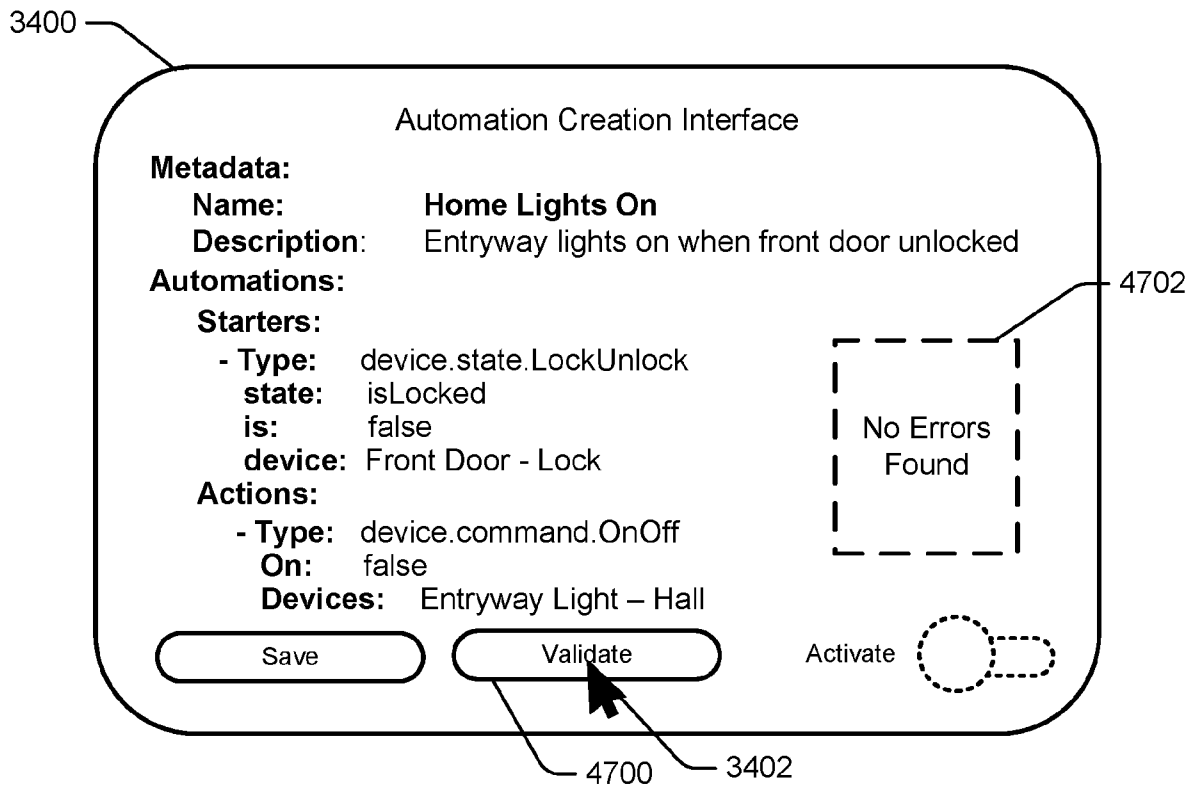 3400
Automation Creation Interface
Metadata:
Name: Home Lights On
Description: Entryway lights on when front door unlocked
Automations:
4702
Starters:
- Type: device.state.LockUnlock
state: isLocked
is: false
device: Front Door - Lock
No Errors
Found
Actions:
- Type: device.command.OnOff
On: false
Devices: Entryway Light – Hall
Save Validate Activate
4700 3402